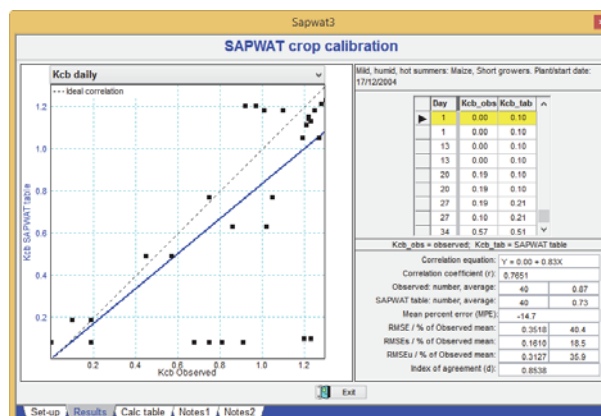 Sapwat3
SAPWAT crop calibration
Kcb daily
Ideal correlation
1.2
1.0
0.8
0.6
0.4
0.2
Kcb SAPWAT table
0.2 0.4 0.6 0.8 1.0 1.2
Kcb Observed
Mild, humid, hot summers: Maize, Short growers. Plant/start date:
17/12/2004
Day Kcb_obs Kcb_tab
1 0.00 0.10
1 0.00 0.10
13 0.00 0.10
13 0.00 0.10
20 0.19 0.10
20 0.19 0.10
27 0.19 0.21
27 0.10 0.21
34 0.57 0.51
Kcb_obs = observed; Kcb_tab = SAPWAT table
Correlation equation: Y = 0.00 + 0.83X
Correlation coefficient (r): 0.7651
Observed: number, average: 40 0.87
SAPWAT table: number, average: 40 0.73
Mean percent error (MPE) -14.7
RMSE / % of Observed mean: 0.3518 40.4
RMSEs / % of Observed mean: 0.1610 18.5
RMSEu / % of Observed mean: 0.3127 35.9
Index of agreement (d): 0.8538
Exit
Set-up Results Calc table Notes1 Notes2